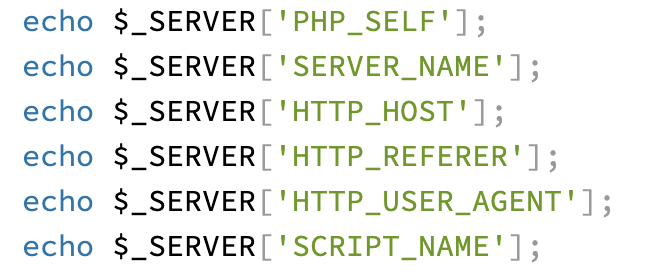 echo $_SERVER['PHP_SELF'];
echo $_SERVER['SERVER_NAME'];
echo $_SERVER['HTTP_HOST'];
echo $_SERVER['HTTP_REFERER'];
echo $_SERVER['HTTP_USER_AGENT'];
echo $_SERVER['SCRIPT_NAME'];